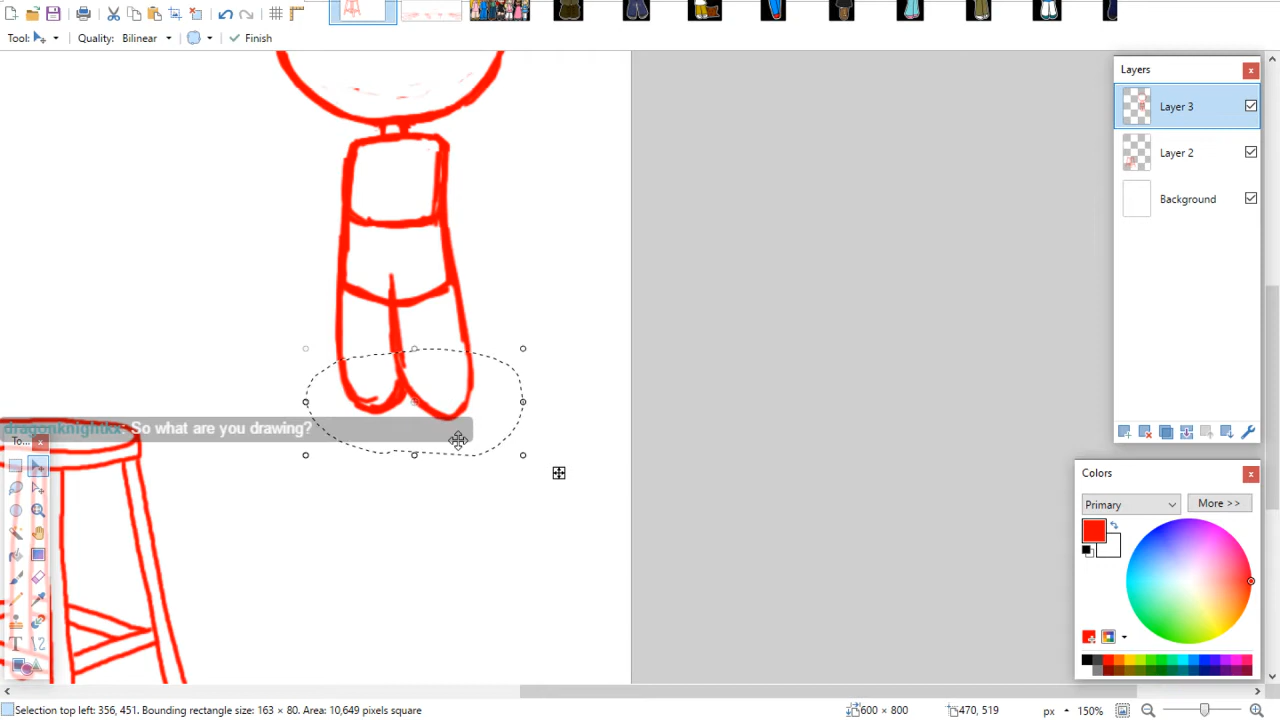 Tool:
Quality: Bilinear
Finish
Layers
Layer 3
Layer 2
Background
dragonknightkx: So what are you drawing?
To...
Colors
Primary
More >>
Selection top left: 356, 451. Bounding rectangle size: 163 × 80. Area: 10,649 pixels square
600 × 800
470, 519
px
150%